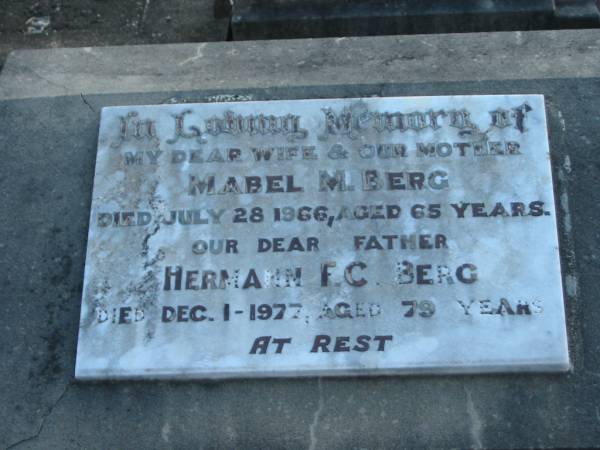 In Loving Memory of
MY DEAR WIFE & OUR MOTHER
MABEL M. BERG
DIED JULY 28 1966, AGED 65 YEARS.
OUR DEAR FATHER
HERMANN F.C. BERG
DIED DEC. 1-1977, AGED 79 YEARS
AT REST